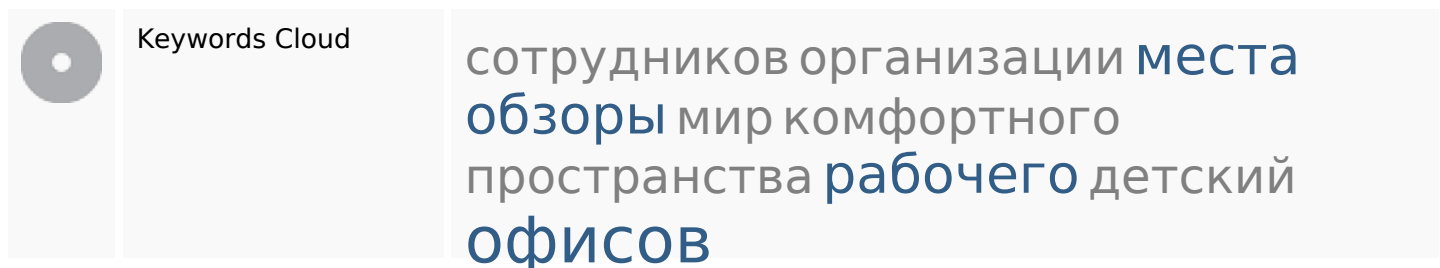 Keywords Cloud
сотрудников организации места
обзоры мир комфортного
пространства рабочего детский
офисов